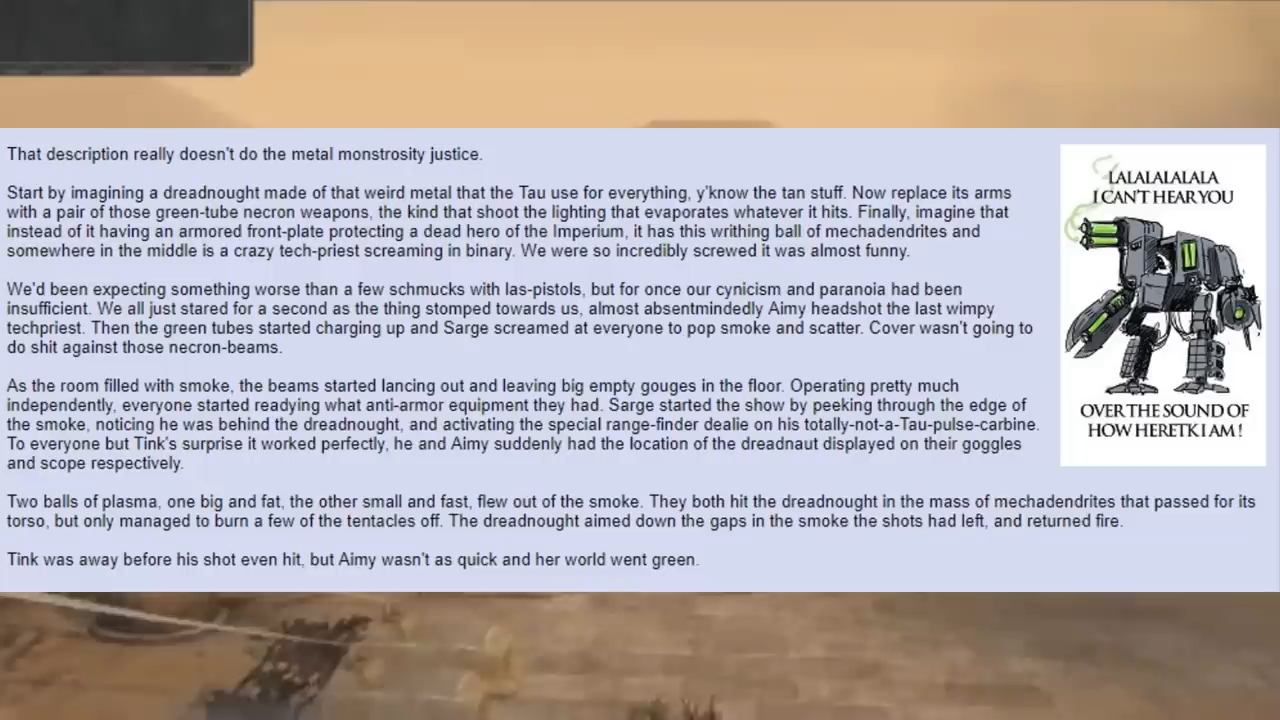 That description really doesn't do the metal monstrosity justice.
Start by imagining a dreadnought made of that weird metal that the Tau use for everything, y'know the tan stuff. Now replace its arms
with a pair of those green-tube necron weapons, the kind that shoot the lighting that evaporates whatever it hits. Finally, imagine that
instead of it having an armored front-plate protecting a dead hero of the Imperium, it has this writhing ball of mechadendrites and
somewhere in the middle is a crazy tech-priest screaming in binary. We were so incredibly screwed it was almost funny.
We'd been expecting something worse than a few schmucks with las-pistols, but for once our cynicism and paranoia had been
insufficient. We all just stared for a second as the thing stomped towards us, almost absentmindedly Aimy headshot the last wimpy
techpriest. Then the green tubes started charging up and Sarge screamed at everyone to pop smoke and scatter. Cover wasn't going to
do shit against those necron-beams.
As the room filled with smoke, the beams started lancing out and leaving big empty gouges in the floor. Operating pretty much
independently, everyone started readying what anti-armor equipment they had. Sarge started the show by peeking through the edge of
the smoke, noticing he was behind the dreadnought, and activating the special range-finder dealie on his totally-not-a-Tau-pulse-carbine.
To everyone but Tink's surprise it worked perfectly, he and Aimy suddenly had the location of the dreadnaut displayed on their goggles
and scope respectively.
Two balls of plasma, one big and fat, the other small and fast, flew out of the smoke. They both hit the dreadnought in the mass of mechadendrites that passed for its
torso, but only managed to burn a few of the tentacles off. The dreadnought aimed down the gaps in the smoke the shots had left, and returned fire.
Tink was away before his shot even hit, but Aimy wasn't as quick and her world went green.
LALALALALA
I CAN'T HEAR YOU
OVER THE SOUND OF
HOW HERETK I AM!